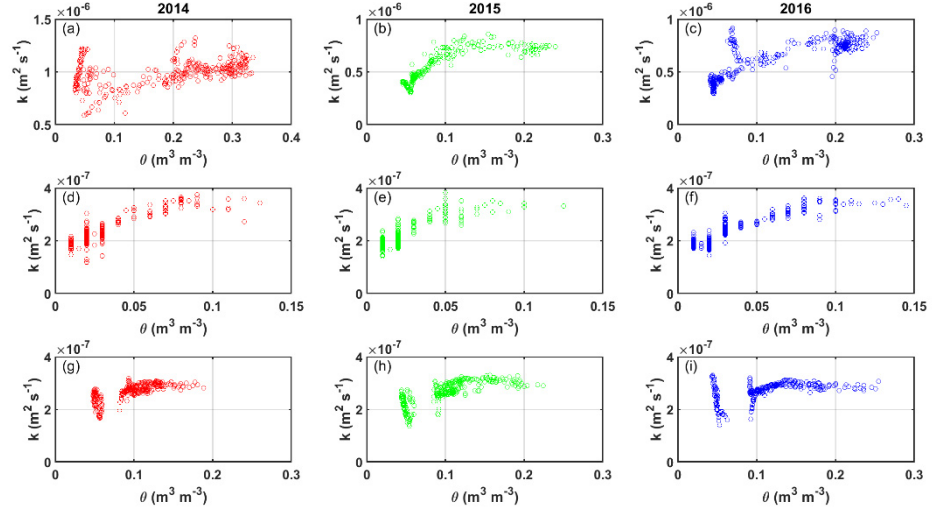 2014 2015 2016
×10⁻⁶ ×10⁻⁶ ×10⁻⁶
1.5 (a) 1 (b) 1 (c)
k (m² s⁻¹) 1 k (m² s⁻¹) 0.5 k (m² s⁻¹) 0.5
0.5 0 0
0 0.1 0.2 0.3 0.4 0 0.1 0.2 0.3 0 0.1 0.2 0.3
θ (m³ m⁻³) θ (m³ m⁻³) θ (m³ m⁻³)
×10⁻⁷ ×10⁻⁷ ×10⁻⁷
4 (d) 4 (e) 4 (f)
k (m² s⁻¹) 2 k (m² s⁻¹) 2 k (m² s⁻¹) 2
0 0 0
0 0.05 0.1 0.15 0 0.05 0.1 0.15 0 0.05 0.1 0.15
θ (m³ m⁻³) θ (m³ m⁻³) θ (m³ m⁻³)
×10⁻⁷ ×10⁻⁷ ×10⁻⁷
4 (g) 4 (h) 4 (i)
k (m² s⁻¹) 2 k (m² s⁻¹) 2 k (m² s⁻¹) 2
0 0 0
0 0.1 0.2 0.3 0 0.1 0.2 0.3 0 0.1 0.2 0.3
θ (m³ m⁻³) θ (m³ m⁻³) θ (m³ m⁻³)